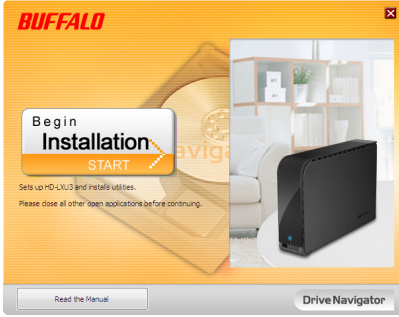 BUFFALO
Begin
Installation
START
Sets up HD-LXU3 and installs utilities.
Please close all other open applications before continuing.
Read the Manual
DriveNavigator